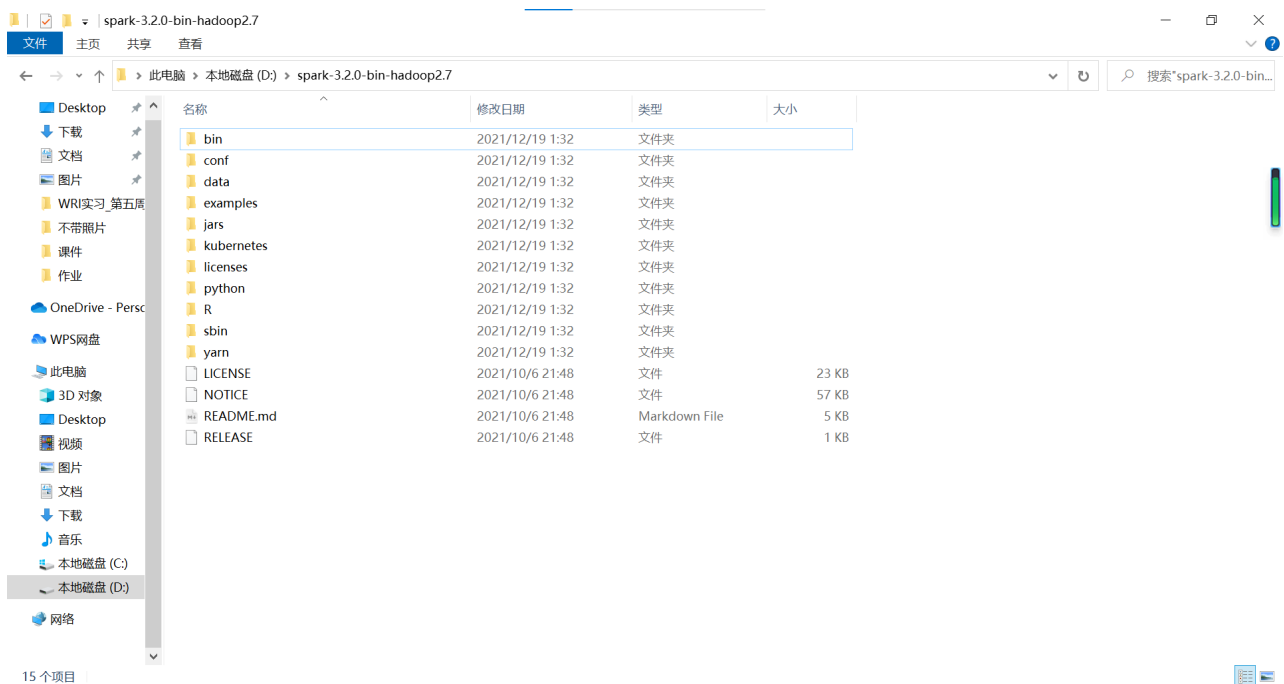 spark-3.2.0-bin-hadoop2.7
文件 主页 共享 查看
此电脑 › 本地磁盘 (D:) › spark-3.2.0-bin-hadoop2.7
搜索"spark-3.2.0-bin...
Desktop
下载
文档
图片
WRI实习_第五周
不带照片
课件
作业
OneDrive - Perso
WPS网盘
此电脑
3D 对象
Desktop
视频
图片
文档
下载
音乐
本地磁盘 (C:)
本地磁盘 (D:)
网络
名称 修改日期 类型 大小
bin 2021/12/19 1:32 文件夹
conf 2021/12/19 1:32 文件夹
data 2021/12/19 1:32 文件夹
examples 2021/12/19 1:32 文件夹
jars 2021/12/19 1:32 文件夹
kubernetes 2021/12/19 1:32 文件夹
licenses 2021/12/19 1:32 文件夹
python 2021/12/19 1:32 文件夹
R 2021/12/19 1:32 文件夹
sbin 2021/12/19 1:32 文件夹
yarn 2021/12/19 1:32 文件夹
LICENSE 2021/10/6 21:48 文件 23 KB
NOTICE 2021/10/6 21:48 文件 57 KB
README.md 2021/10/6 21:48 Markdown File 5 KB
RELEASE 2021/10/6 21:48 文件 1 KB
15 个项目